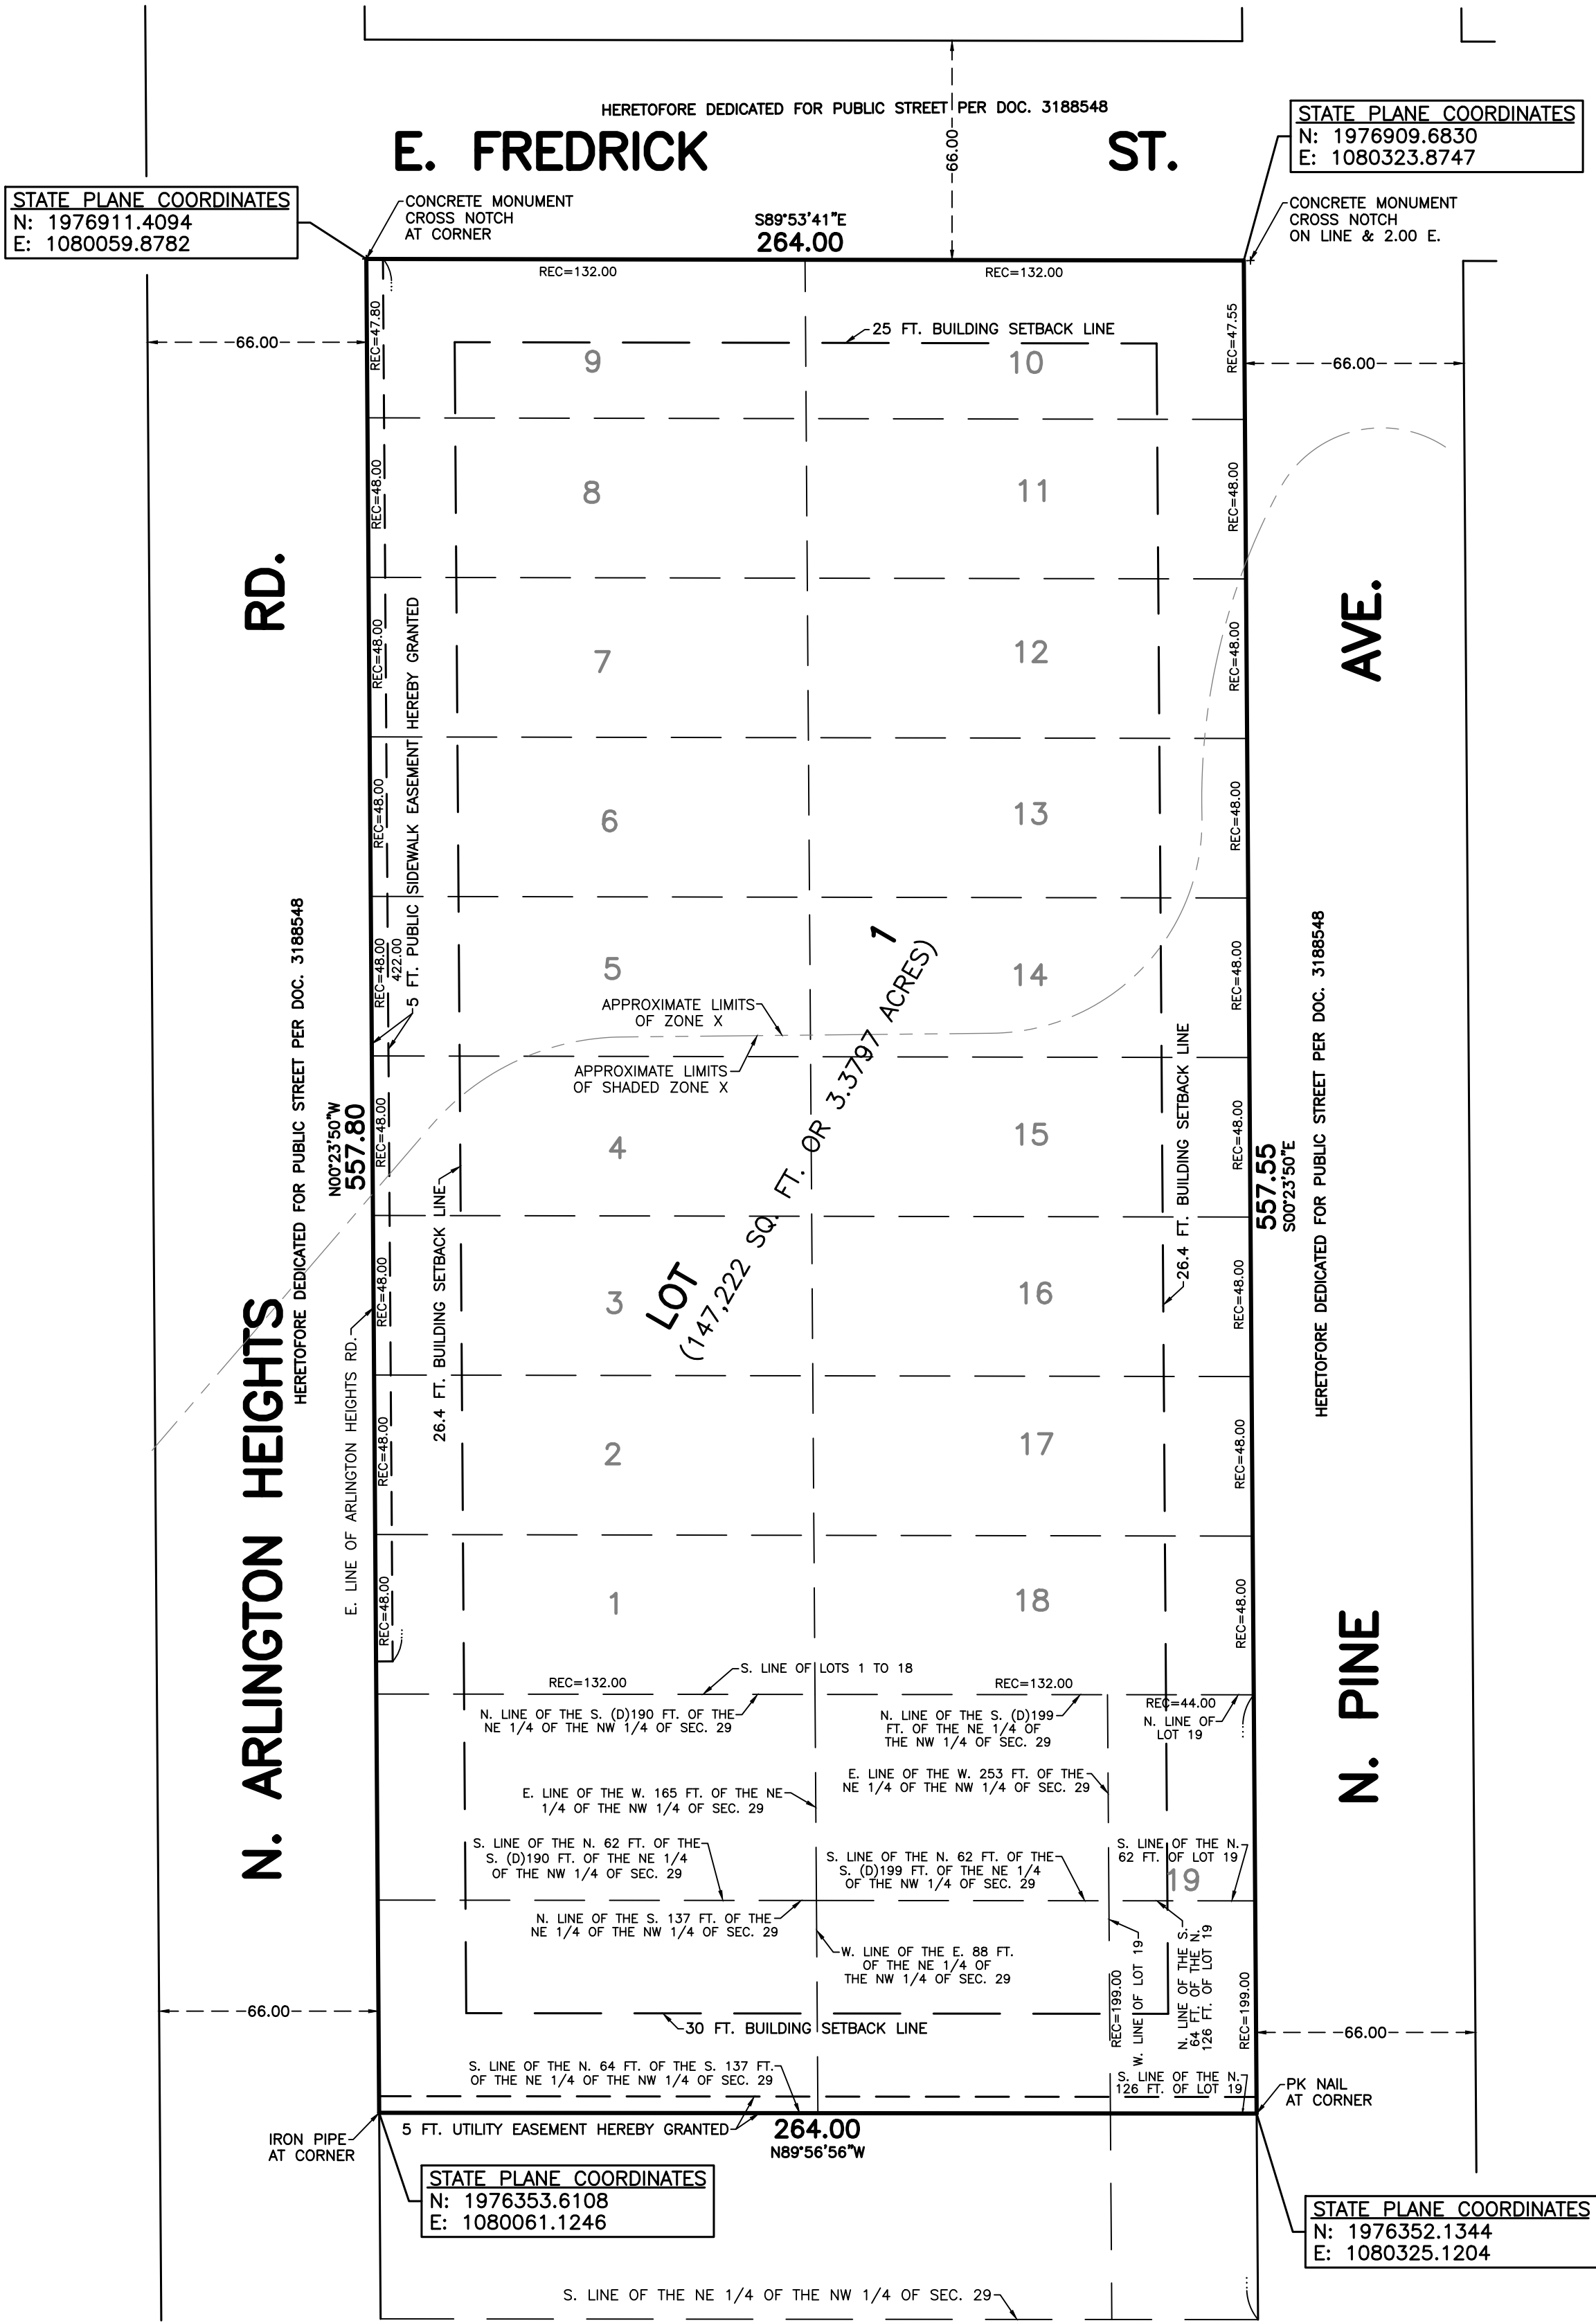 HERETOFORE DEDICATED FOR PUBLIC STREET PER DOC. 3188548
E. FREDRICK ST.
66.00
STATE PLANE COORDINATES
N: 1976909.6830
E: 1080323.8747
STATE PLANE COORDINATES
N: 1976911.4094
E: 1080059.8782
CONCRETE MONUMENT
CROSS NOTCH
AT CORNER
S89°53'41"E
264.00
CONCRETE MONUMENT
CROSS NOTCH
ON LINE & 2.00 E.
REC=132.00
REC=132.00
REC=47.80
REC=47.55
66.00
25 FT. BUILDING SETBACK LINE
66.00
9
10
REC=48.00
8
11
REC=48.00
RD.
REC=48.00
7
12
REC=48.00
AVE.
5 FT. PUBLIC SIDEWALK EASEMENT HEREBY GRANTED
REC=48.00
6
13
REC=48.00
HERETOFORE DEDICATED FOR PUBLIC STREET PER DOC. 3188548
REC=48.00
422.00
5
14
REC=48.00
HERETOFORE DEDICATED FOR PUBLIC STREET PER DOC. 3188548
LOT 1
(147,222 SQ. FT. OR 3.3797 ACRES)
APPROXIMATE LIMITS
OF ZONE X
APPROXIMATE LIMITS
OF SHADED ZONE X
N00°23'50"W
557.80
REC=48.00
4
15
REC=48.00
557.55
S00°23'50"E
26.4 FT. BUILDING SETBACK LINE
26.4 FT. BUILDING SETBACK LINE
REC=48.00
3
16
REC=48.00
N. ARLINGTON HEIGHTS
E. LINE OF ARLINGTON HEIGHTS RD.
REC=48.00
2
17
REC=48.00
REC=48.00
1
18
REC=48.00
N. PINE
REC=132.00
S. LINE OF LOTS 1 TO 18
REC=132.00
REC=44.00
N. LINE OF THE S. (D)190 FT. OF THE
NE 1/4 OF THE NW 1/4 OF SEC. 29
N. LINE OF THE S. (D)199
FT. OF THE NE 1/4 OF
THE NW 1/4 OF SEC. 29
N. LINE OF
LOT 19
E. LINE OF THE W. 165 FT. OF THE NE
1/4 OF THE NW 1/4 OF SEC. 29
E. LINE OF THE W. 253 FT. OF THE
NE 1/4 OF THE NW 1/4 OF SEC. 29
S. LINE OF THE N. 62 FT. OF THE
S. (D)190 FT. OF THE NE 1/4
OF THE NW 1/4 OF SEC. 29
S. LINE OF THE N. 62 FT. OF THE
S. (D)199 FT. OF THE NE 1/4
OF THE NW 1/4 OF SEC. 29
S. LINE OF THE N.
62 FT. OF LOT 19
19
N. LINE OF THE S. 137 FT. OF THE
NE 1/4 OF THE NW 1/4 OF SEC. 29
W. LINE OF THE E. 88 FT.
OF THE NE 1/4 OF
THE NW 1/4 OF SEC. 29
REC=199.00
W. LINE OF LOT 19
N. LINE OF THE S.
64 FT. OF THE N.
126 FT. OF LOT 19
REC=199.00
66.00
30 FT. BUILDING SETBACK LINE
66.00
S. LINE OF THE N. 64 FT. OF THE S. 137 FT.
OF THE NE 1/4 OF THE NW 1/4 OF SEC. 29
S. LINE OF THE N.
126 FT. OF LOT 19
PK NAIL
AT CORNER
IRON PIPE
AT CORNER
5 FT. UTILITY EASEMENT HEREBY GRANTED
264.00
N89°56'56"W
STATE PLANE COORDINATES
N: 1976353.6108
E: 1080061.1246
STATE PLANE COORDINATES
N: 1976352.1344
E: 1080325.1204
S. LINE OF THE NE 1/4 OF THE NW 1/4 OF SEC. 29